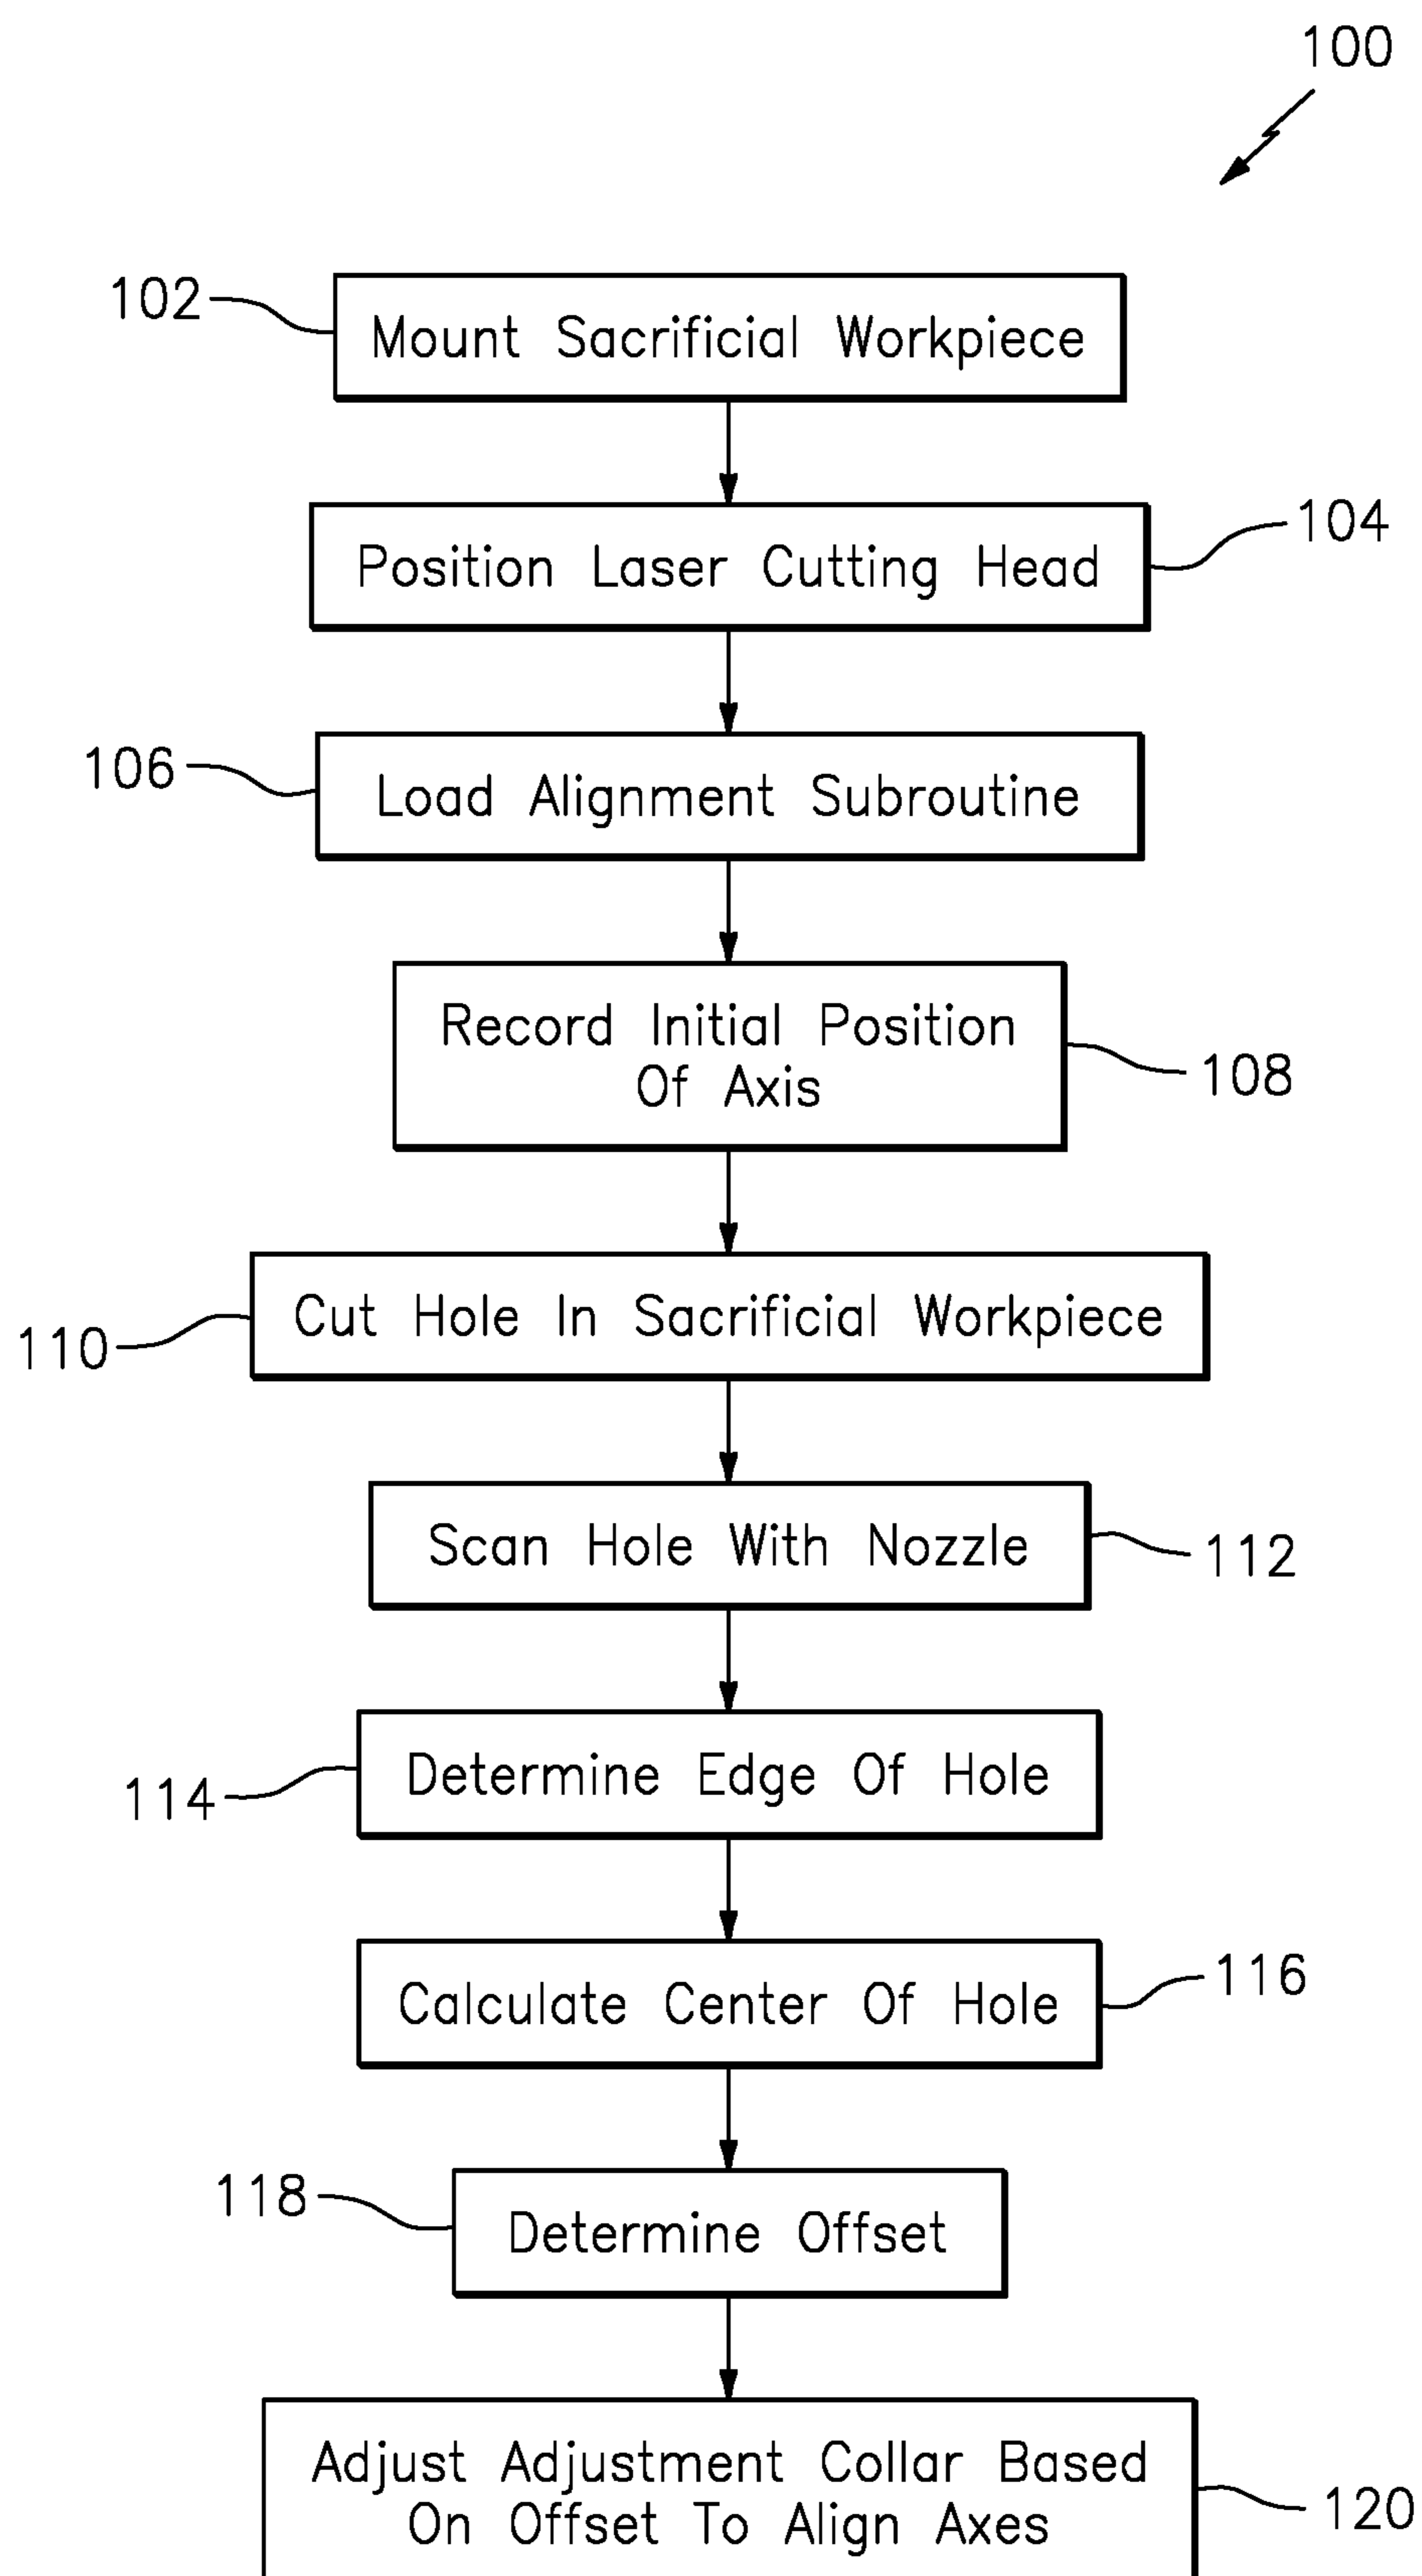 100
102
Mount Sacrificial Workpiece
Position Laser Cutting Head
104
106
Load Alignment Subroutine
Record Initial Position
Of Axis
108
Cut Hole In Sacrificial Workpiece
110
Scan Hole With Nozzle
112
Determine Edge Of Hole
114
Calculate Center Of Hole
116
118
Determine Offset
Adjust Adjustment Collar Based
On Offset To Align Axes
120